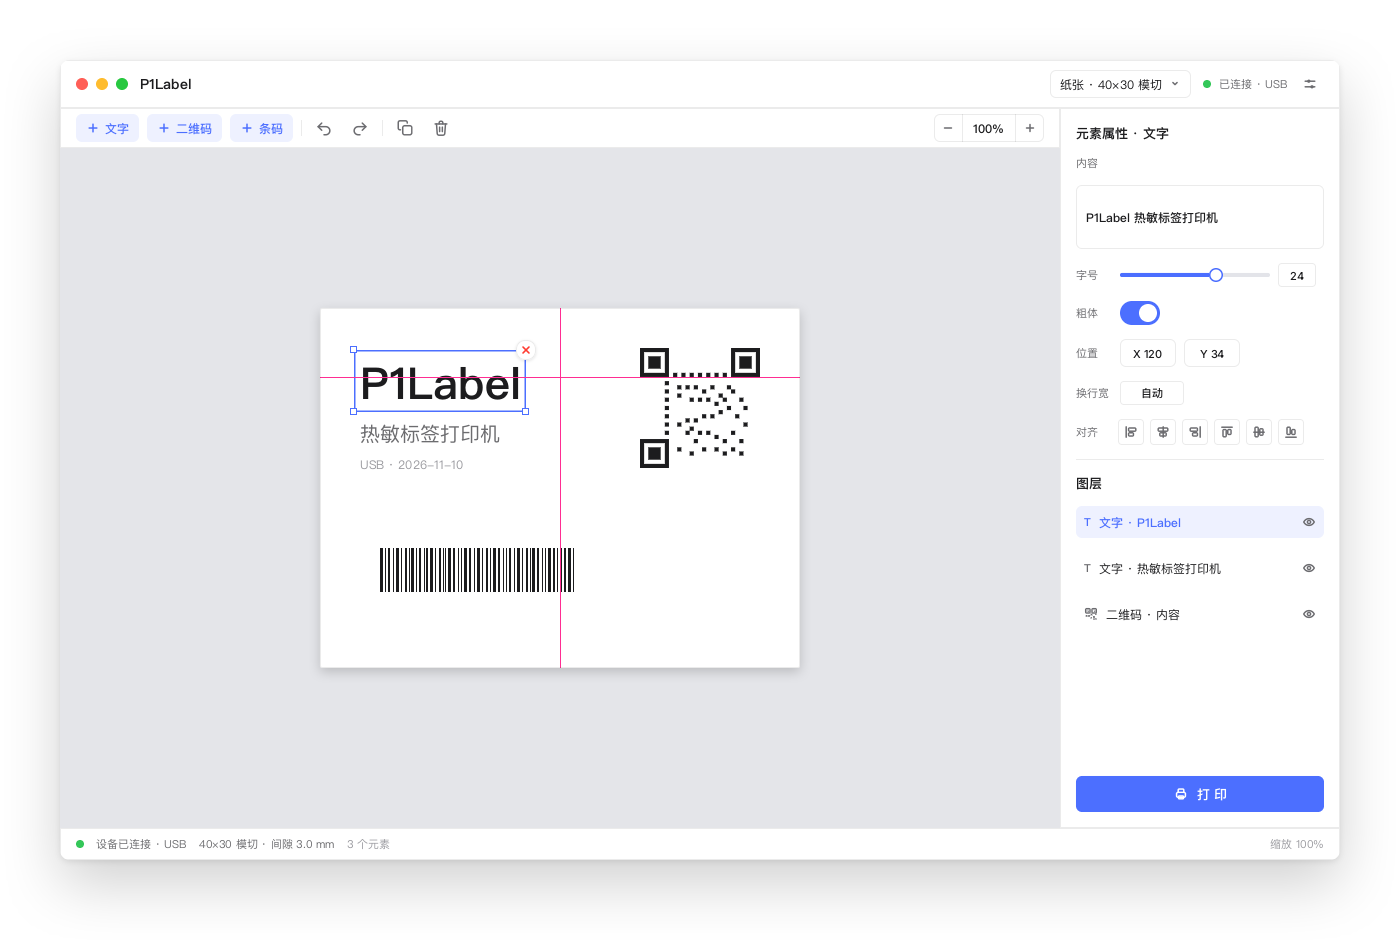 P1Label
纸张 · 40×30 模切
已连接 · USB
文字
二维码
条码
100%
元素属性 · 文字
内容
P1Label 热敏标签打印机
字号
24
粗体
位置
X 120
Y 34
换行宽
自动
对齐
P1Label
热敏标签打印机
USB · 2026–11–10
图层
T 文字 · P1Label
T 文字 · 热敏标签打印机
二维码 · 内容
打 印
设备已连接 · USB 40×30 模切 · 间隙 3.0 mm 3 个元素
缩放 100%